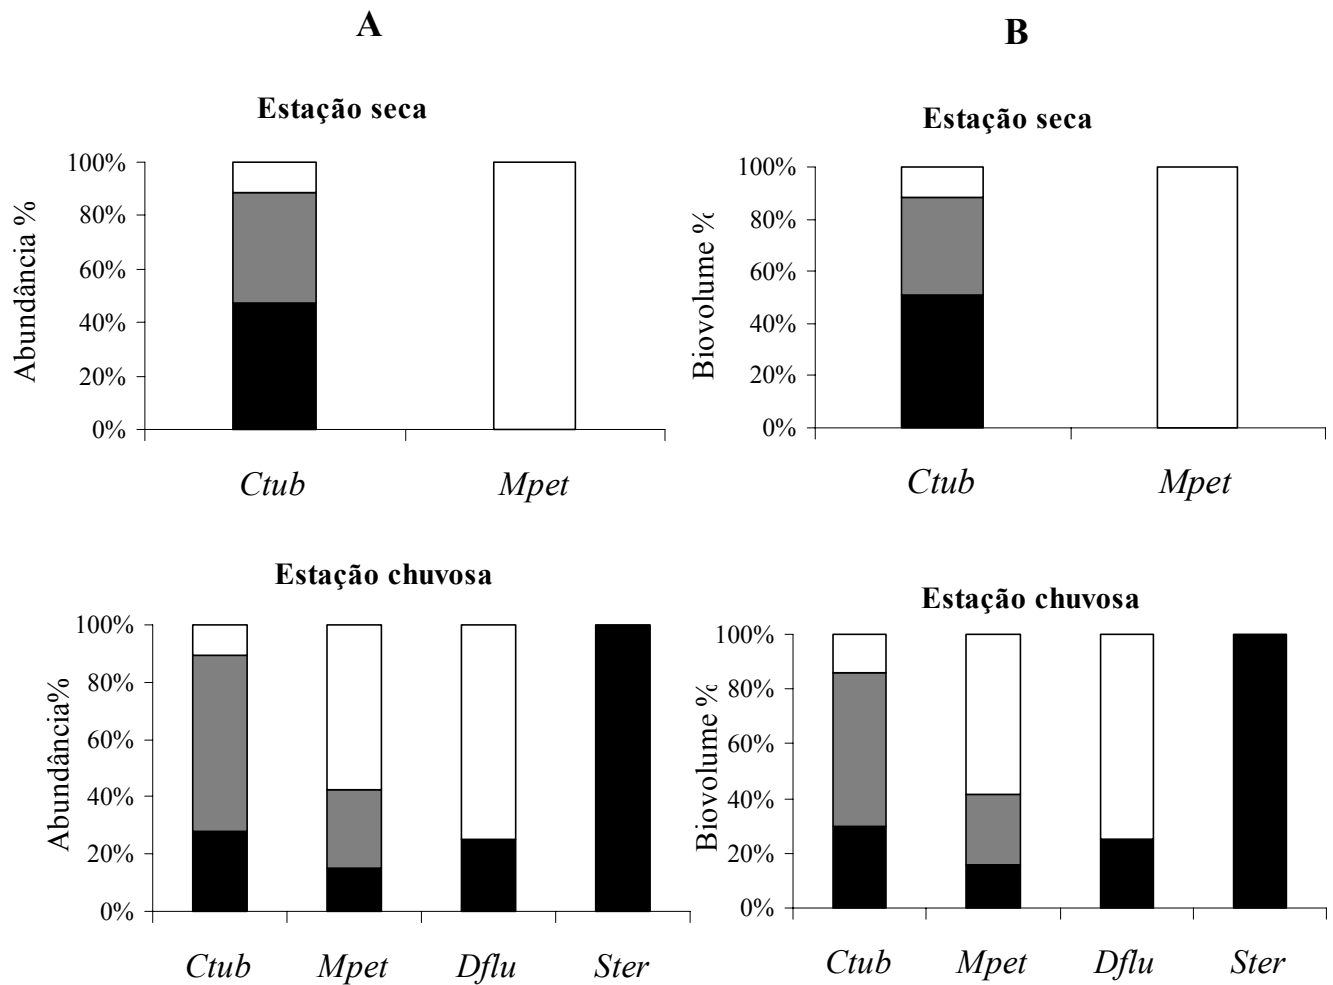 A
Estação seca
Abundância %
100%
80%
60%
40%
20%
0%
Ctub Mpet
B
Estação seca
Biovolume %
100%
80%
60%
40%
20%
0%
Ctub Mpet
Estação chuvosa
Abundância%
100%
80%
60%
40%
20%
0%
Ctub Mpet Dflu Ster
Estação chuvosa
Biovolume %
100%
80%
60%
40%
20%
0%
Ctub Mpet Dflu Ster